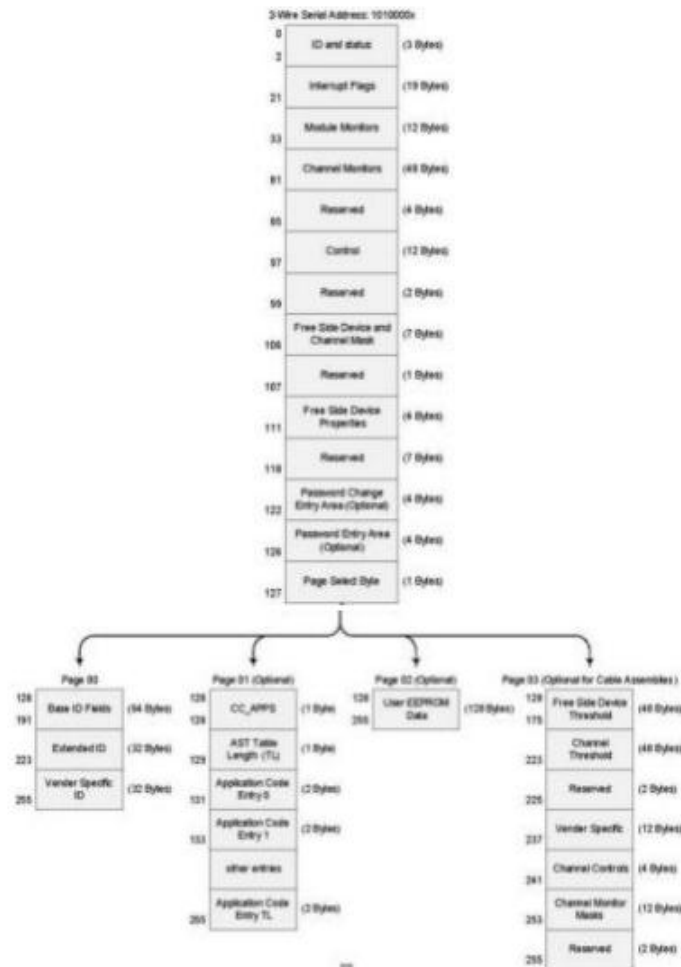 Wire Serial Address: 1010000x
0
ID and status
(3 Bytes)
2
Interrupt Flags
(19 Bytes)
21
Module Monitors
(12 Bytes)
33
Channel Monitors
(48 Bytes)
81
Reserved
(4 Bytes)
Control
(12 Bytes)
97
Reserved
(2 Bytes)
99
Free Side Device and
Channel Mask
(7 Bytes)
106
Reserved
(1 Bytes)
107
Free Side Device
Properties
(4 Bytes)
111
Reserved
(7 Bytes)
118
Password Change
Entry Area (Optional)
(4 Bytes)
122
Password Entry Area
(Optional)
(4 Bytes)
126
Page Select Byte
(1 Bytes)
127
Page
128
Base ID Fields
(64 Bytes)
191
Extended ID
(32 Bytes)
223
Vender Specific
ID
(32 Bytes)
255
Page 01 (Optional)
128
CC_APPS
(1 Byte)
128
AST Table
Length (TL)
(1 Byte)
129
Application Code
Entry 0
(2 Bytes)
131
Application Code
Entry 1
(2 Bytes)
133
other entries
Application Code
Entry TL
(2 Bytes)
255
Page 02 (Optional)
128
User EEPROM
Data
(128 Bytes)
255
Page 03 (Optional for Cable Assemblies)
128
Free Side Device
Threshold
(48 Bytes)
175
Channel
Threshold
(48 Bytes)
223
Reserved
(2 Bytes)
225
Vender Specific
(12 Bytes)
237
Channel Controls
(4 Bytes)
241
Channel Monitor
Masks
(12 Bytes)
253
Reserved
(2 Bytes)
255